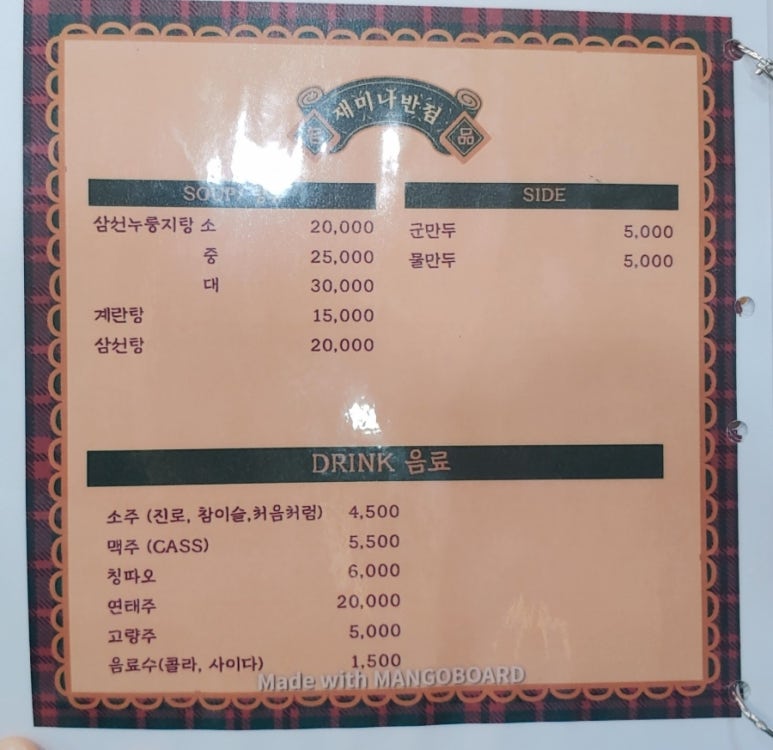 재미나반점
品
SOUP
삼선누룽지탕 소 20,000
중 25,000
대 30,000
계란탕 15,000
삼선탕 20,000
SIDE
군만두 5,000
물만두 5,000
DRINK 음료
소주 (진로, 참이슬,처음처럼) 4,500
맥주 (CASS) 5,500
칭따오 6,000
연태주 20,000
고량주 5,000
음료수(콜라, 사이다) 1,500
Made with MANGOBOARD